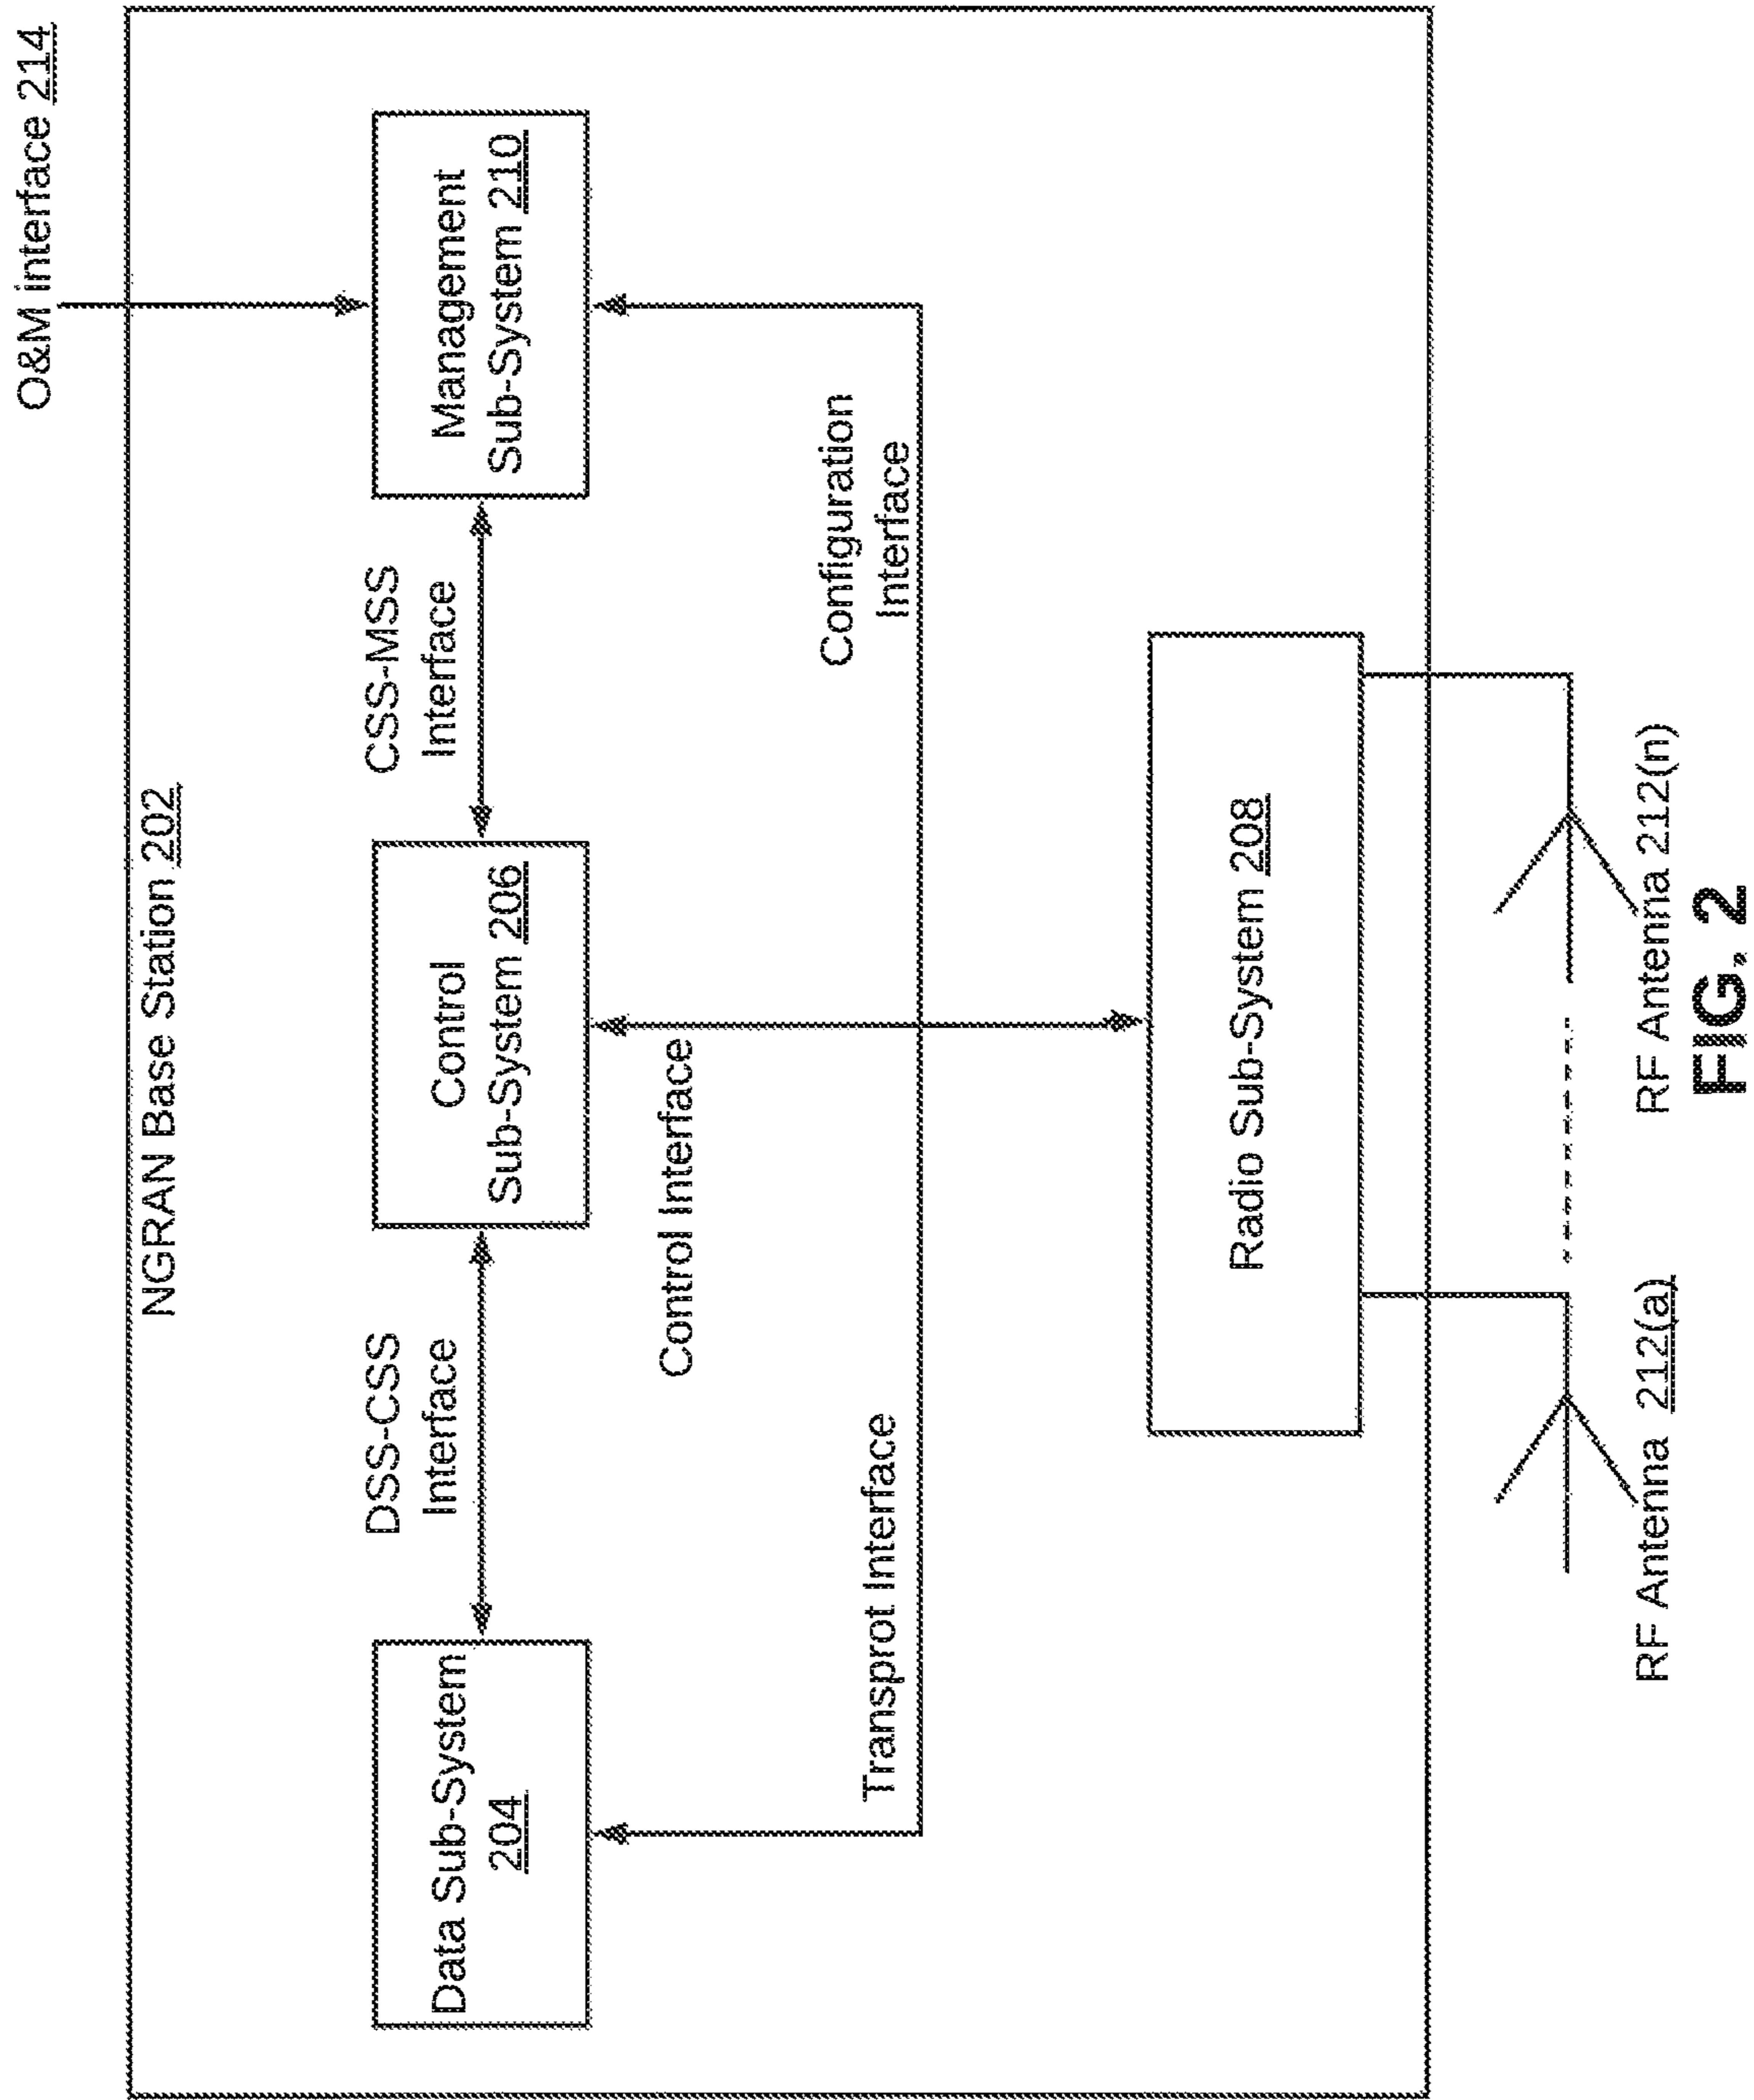 O&M interface 214
NGRAN Base Station 202
DSS-CSS
Interface
CSS-MSS
Interface
Data Sub-System
204
Control
Sub-System 206
Management
Sub-System 210
Control Interface
Transprot Interface
Configuration
Interface
Radio Sub-System 208
RF Antenna 212(a)
RF Antenna 212(n)
FIG. 2